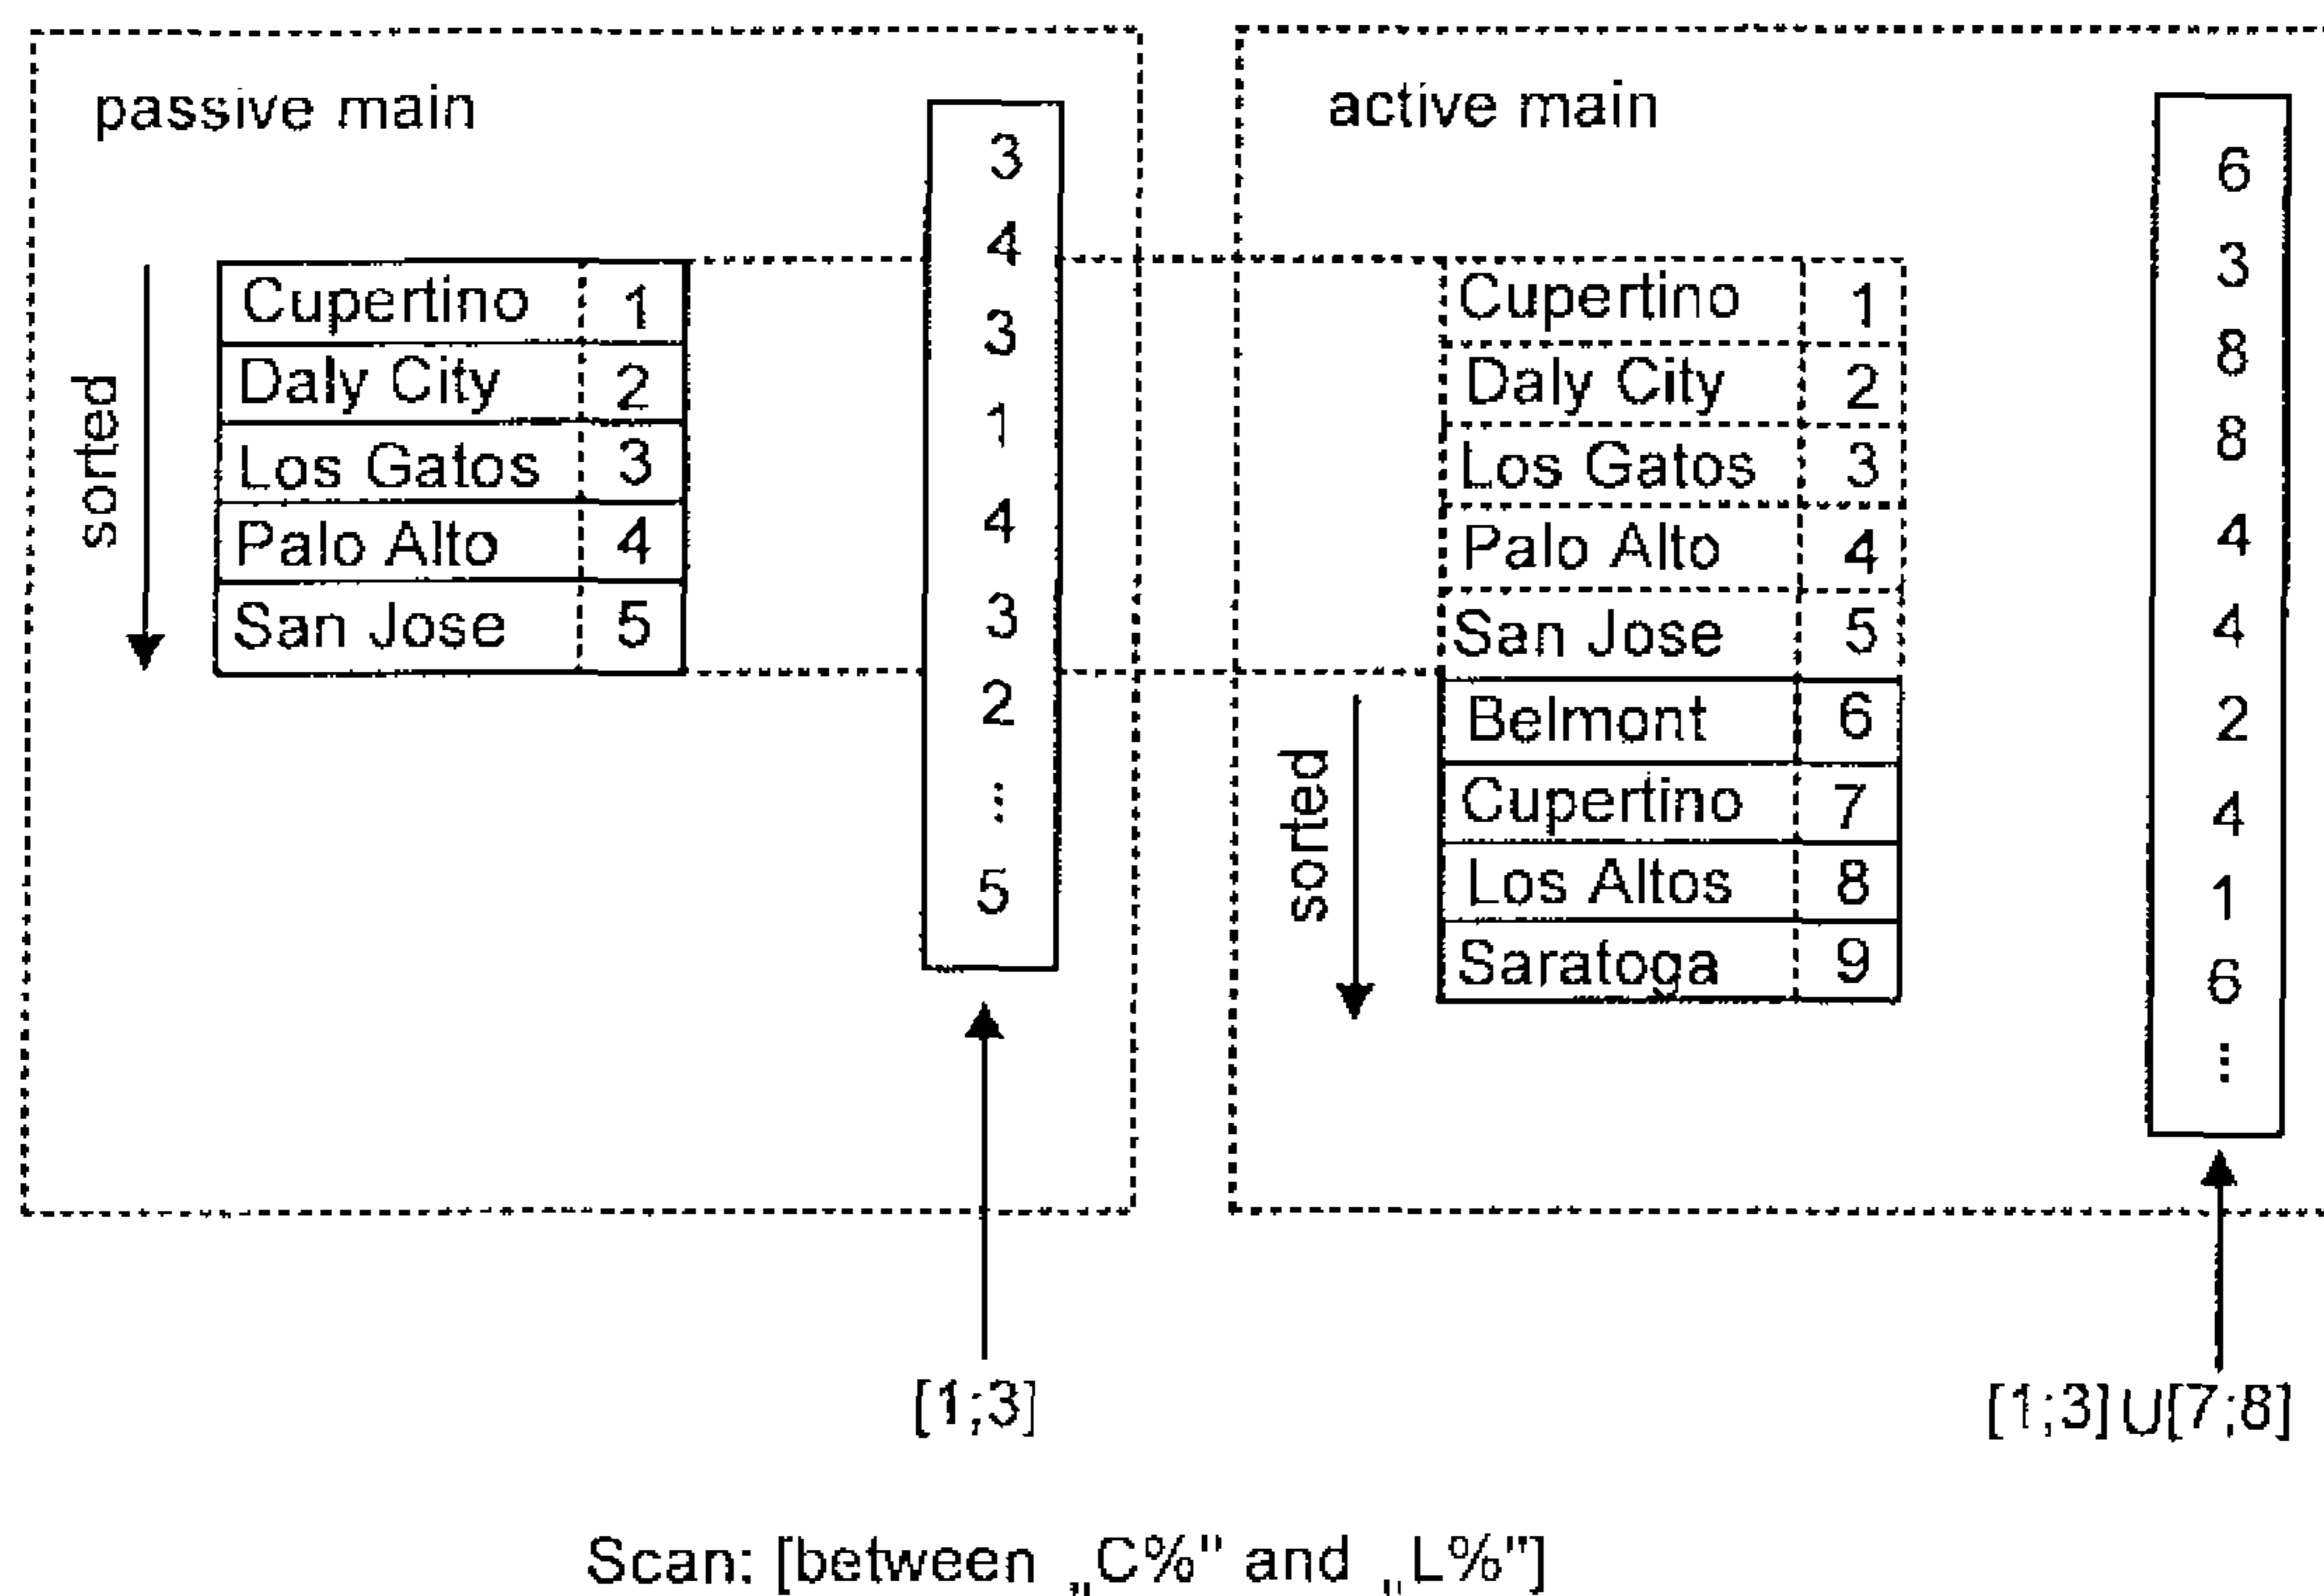 passive main
3
4
3
1
4
3
2
...
5
sorted
Cupertino 1
Daly City 2
Los Gatos 3
Palo Alto 4
San Jose 5
[1;3]
active main
6
3
8
8
4
4
2
4
1
6
...
Cupertino 1
Daly City 2
Los Gatos 3
Palo Alto 4
San Jose 5
sorted
Belmont 6
Cupertino 7
Los Altos 8
Saratoga 9
[1;3]U[7;8]
Scan: [between „C%" and „L%"]